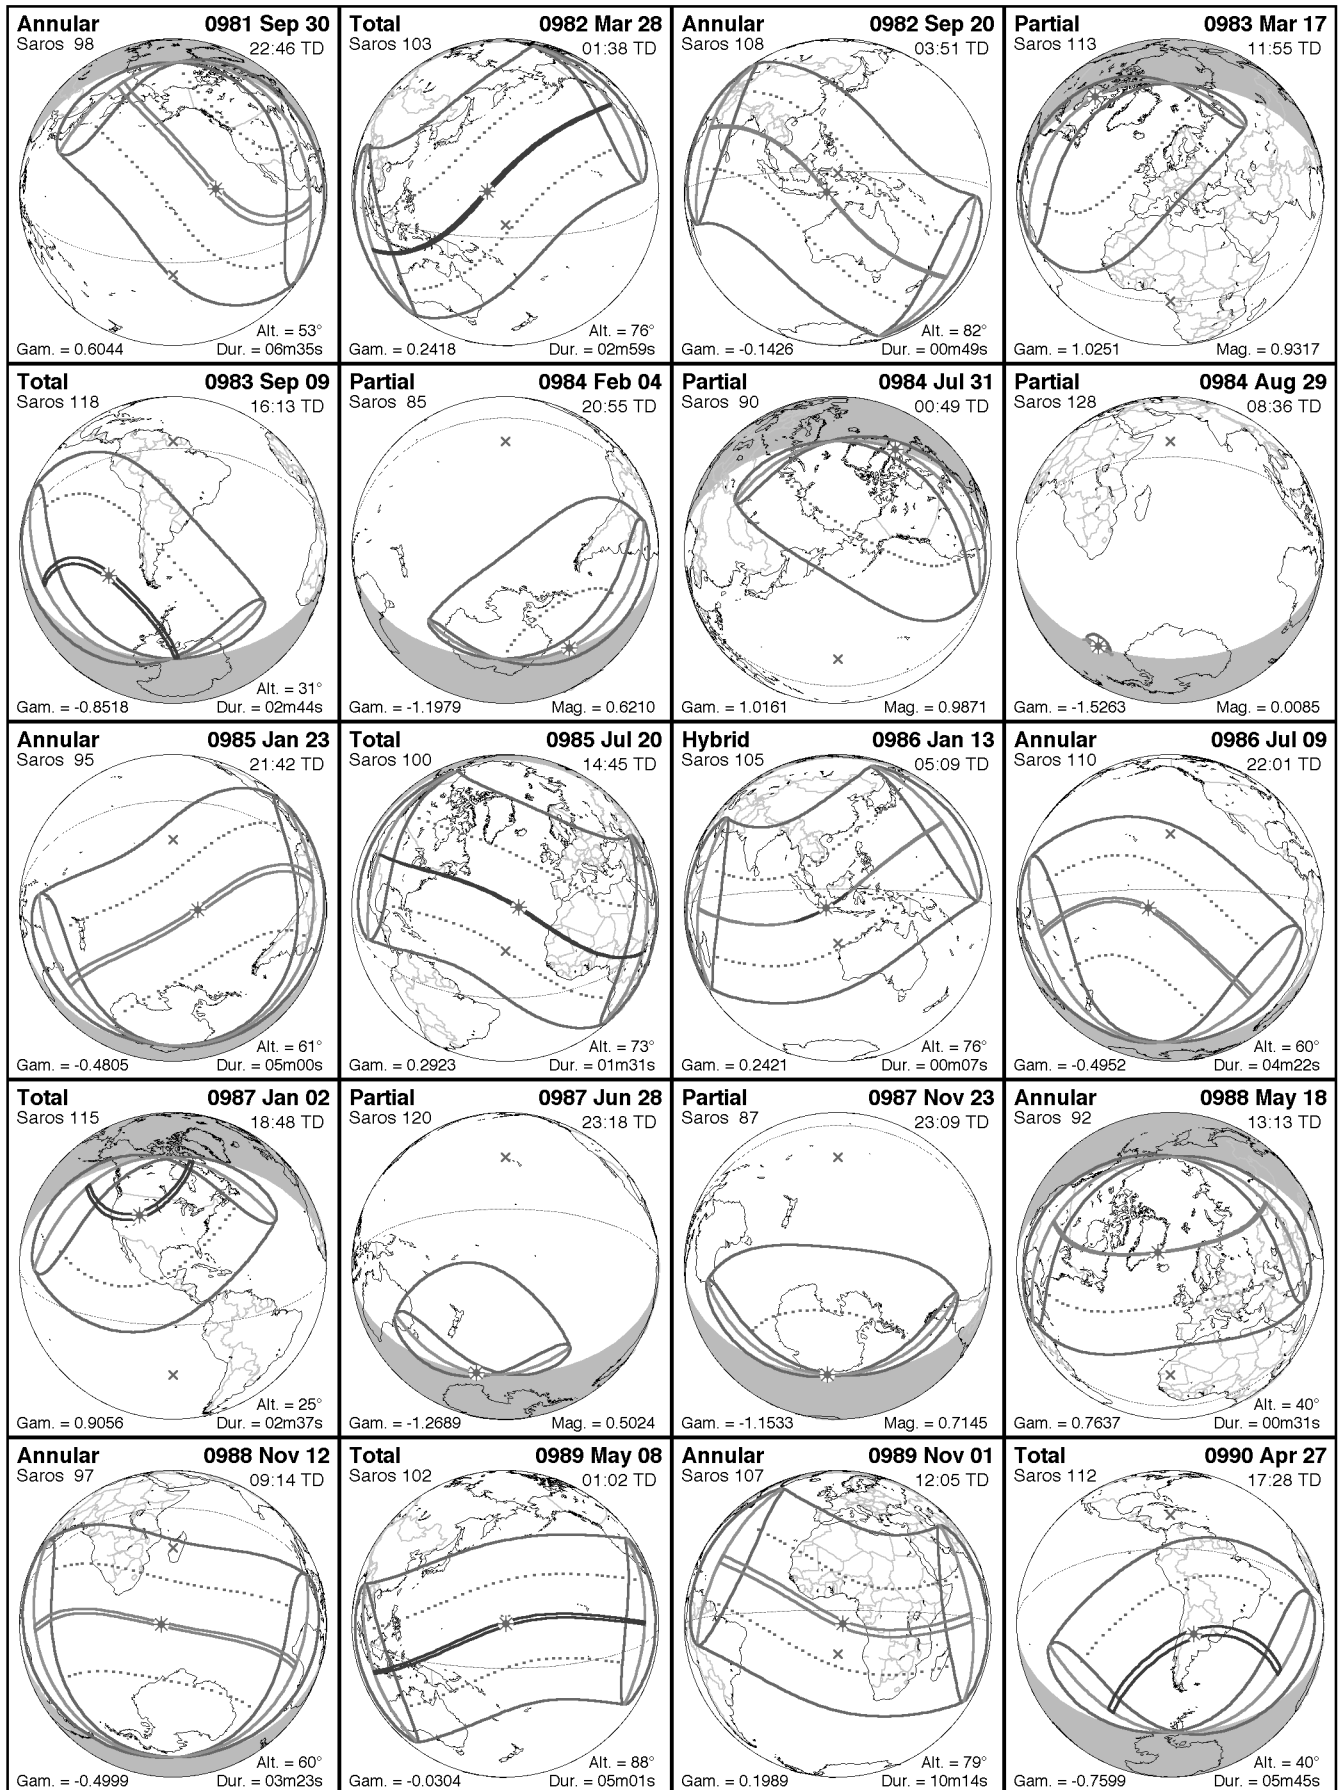 Annular 0981 Sep 30
Saros 98 22:46 TD
Alt. = 53°
Gam. = 0.6044 Dur. = 06m35s
Total 0982 Mar 28
Saros 103 01:38 TD
Alt. = 76°
Gam. = 0.2418 Dur. = 02m59s
Annular 0982 Sep 20
Saros 108 03:51 TD
Alt. = 82°
Gam. = -0.1426 Dur. = 00m49s
Partial 0983 Mar 17
Saros 113 11:55 TD
Gam. = 1.0251 Mag. = 0.9317
Total 0983 Sep 09
Saros 118 16:13 TD
Alt. = 31°
Gam. = -0.8518 Dur. = 02m44s
Partial 0984 Feb 04
Saros 85 20:55 TD
Gam. = -1.1979 Mag. = 0.6210
Partial 0984 Jul 31
Saros 90 00:49 TD
Gam. = 1.0161 Mag. = 0.9871
Partial 0984 Aug 29
Saros 128 08:36 TD
Gam. = -1.5263 Mag. = 0.0085
Annular 0985 Jan 23
Saros 95 21:42 TD
Alt. = 61°
Gam. = -0.4805 Dur. = 05m00s
Total 0985 Jul 20
Saros 100 14:45 TD
Alt. = 73°
Gam. = 0.2923 Dur. = 01m31s
Hybrid 0986 Jan 13
Saros 105 05:09 TD
Alt. = 76°
Gam. = 0.2421 Dur. = 00m07s
Annular 0986 Jul 09
Saros 110 22:01 TD
Alt. = 60°
Gam. = -0.4952 Dur. = 04m22s
Total 0987 Jan 02
Saros 115 18:48 TD
Alt. = 25°
Gam. = 0.9056 Dur. = 02m37s
Partial 0987 Jun 28
Saros 120 23:18 TD
Gam. = -1.2689 Mag. = 0.5024
Partial 0987 Nov 23
Saros 87 23:09 TD
Gam. = -1.1533 Mag. = 0.7145
Annular 0988 May 18
Saros 92 13:13 TD
Alt. = 40°
Gam. = 0.7637 Dur. = 00m31s
Annular 0988 Nov 12
Saros 97 09:14 TD
Alt. = 60°
Gam. = -0.4999 Dur. = 03m23s
Total 0989 May 08
Saros 102 01:02 TD
Alt. = 88°
Gam. = -0.0304 Dur. = 05m01s
Annular 0989 Nov 01
Saros 107 12:05 TD
Alt. = 79°
Gam. = 0.1989 Dur. = 10m14s
Total 0990 Apr 27
Saros 112 17:28 TD
Alt. = 40°
Gam. = -0.7599 Dur. = 05m45s